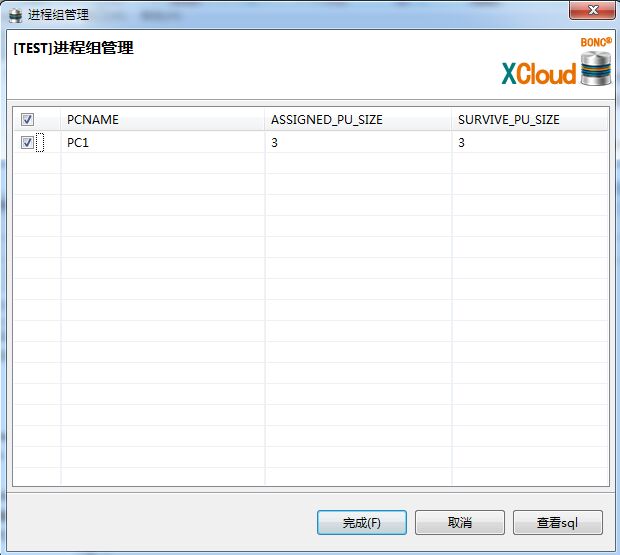 进程组管理
[TEST]进程组管理
BONC®
XCloud
PCNAME ASSIGNED_PU_SIZE SURVIVE_PU_SIZE
PC1 3 3
完成(F) 取消 查看sql